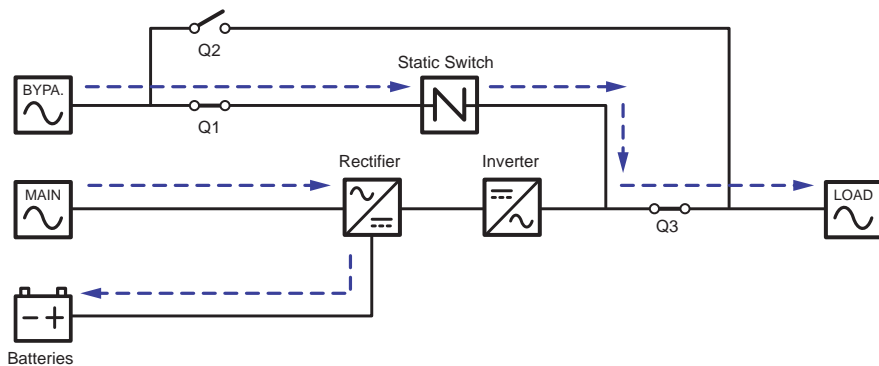 Q2
Static Switch
BYPA.
Q1
Rectifier
Inverter
MAIN
LOAD
Q3
Batteries